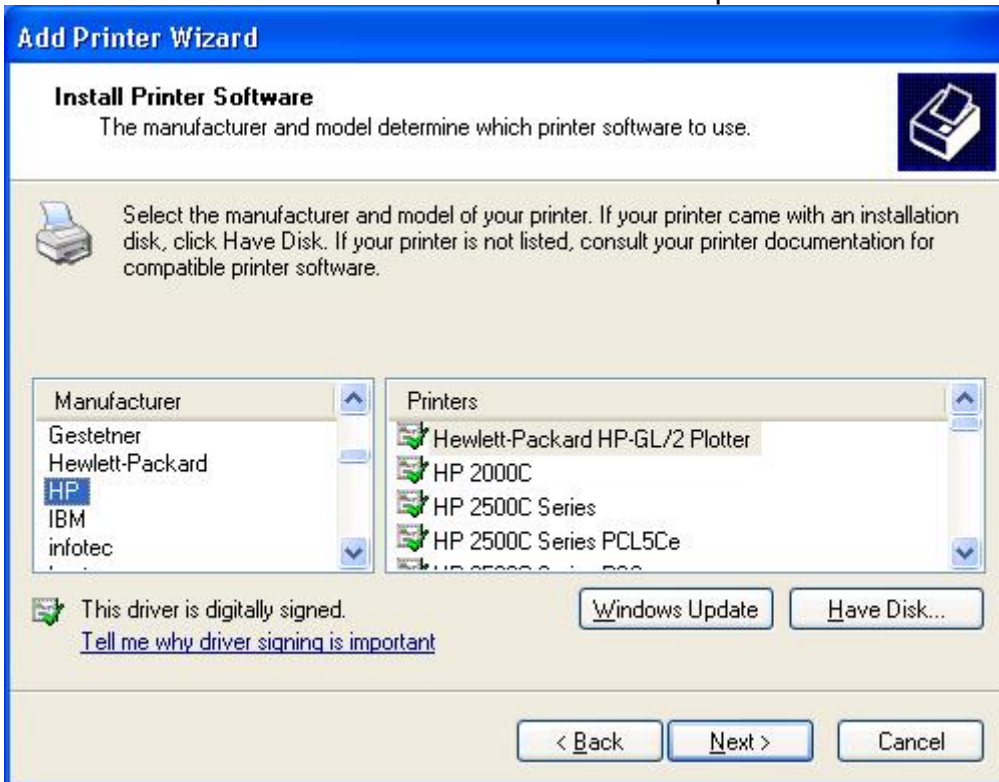 Add Printer Wizard
Install Printer Software
The manufacturer and model determine which printer software to use.
Select the manufacturer and model of your printer. If your printer came with an installation
disk, click Have Disk. If your printer is not listed, consult your printer documentation for
compatible printer software.
Manufacturer
Gestetner
Hewlett-Packard
HP
IBM
infotec
Printers
Hewlett-Packard HP-GL/2 Plotter
HP 2000C
HP 2500C Series
HP 2500C Series PCL5Ce
This driver is digitally signed.
Tell me why driver signing is important
Windows Update
Have Disk...
< Back
Next >
Cancel